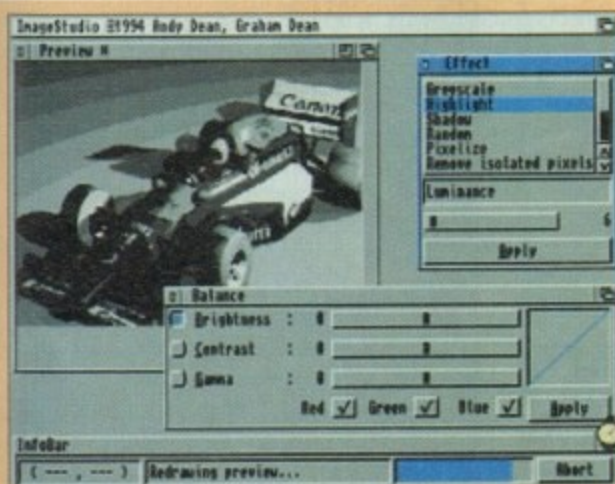 ImageStudio ©1994 Andy Dean, Graham Dean
Preview
Canon
Effect
Greyscale
Highlight
Shadow
Random
Pixelize
Remove isolated pixels
Luminance
Apply
Balance
Brightness : 0
Contrast : 0
Gamma : 0
Red Green Blue Apply
InfoBar
( --- , --- ) Redrawing preview... Abort